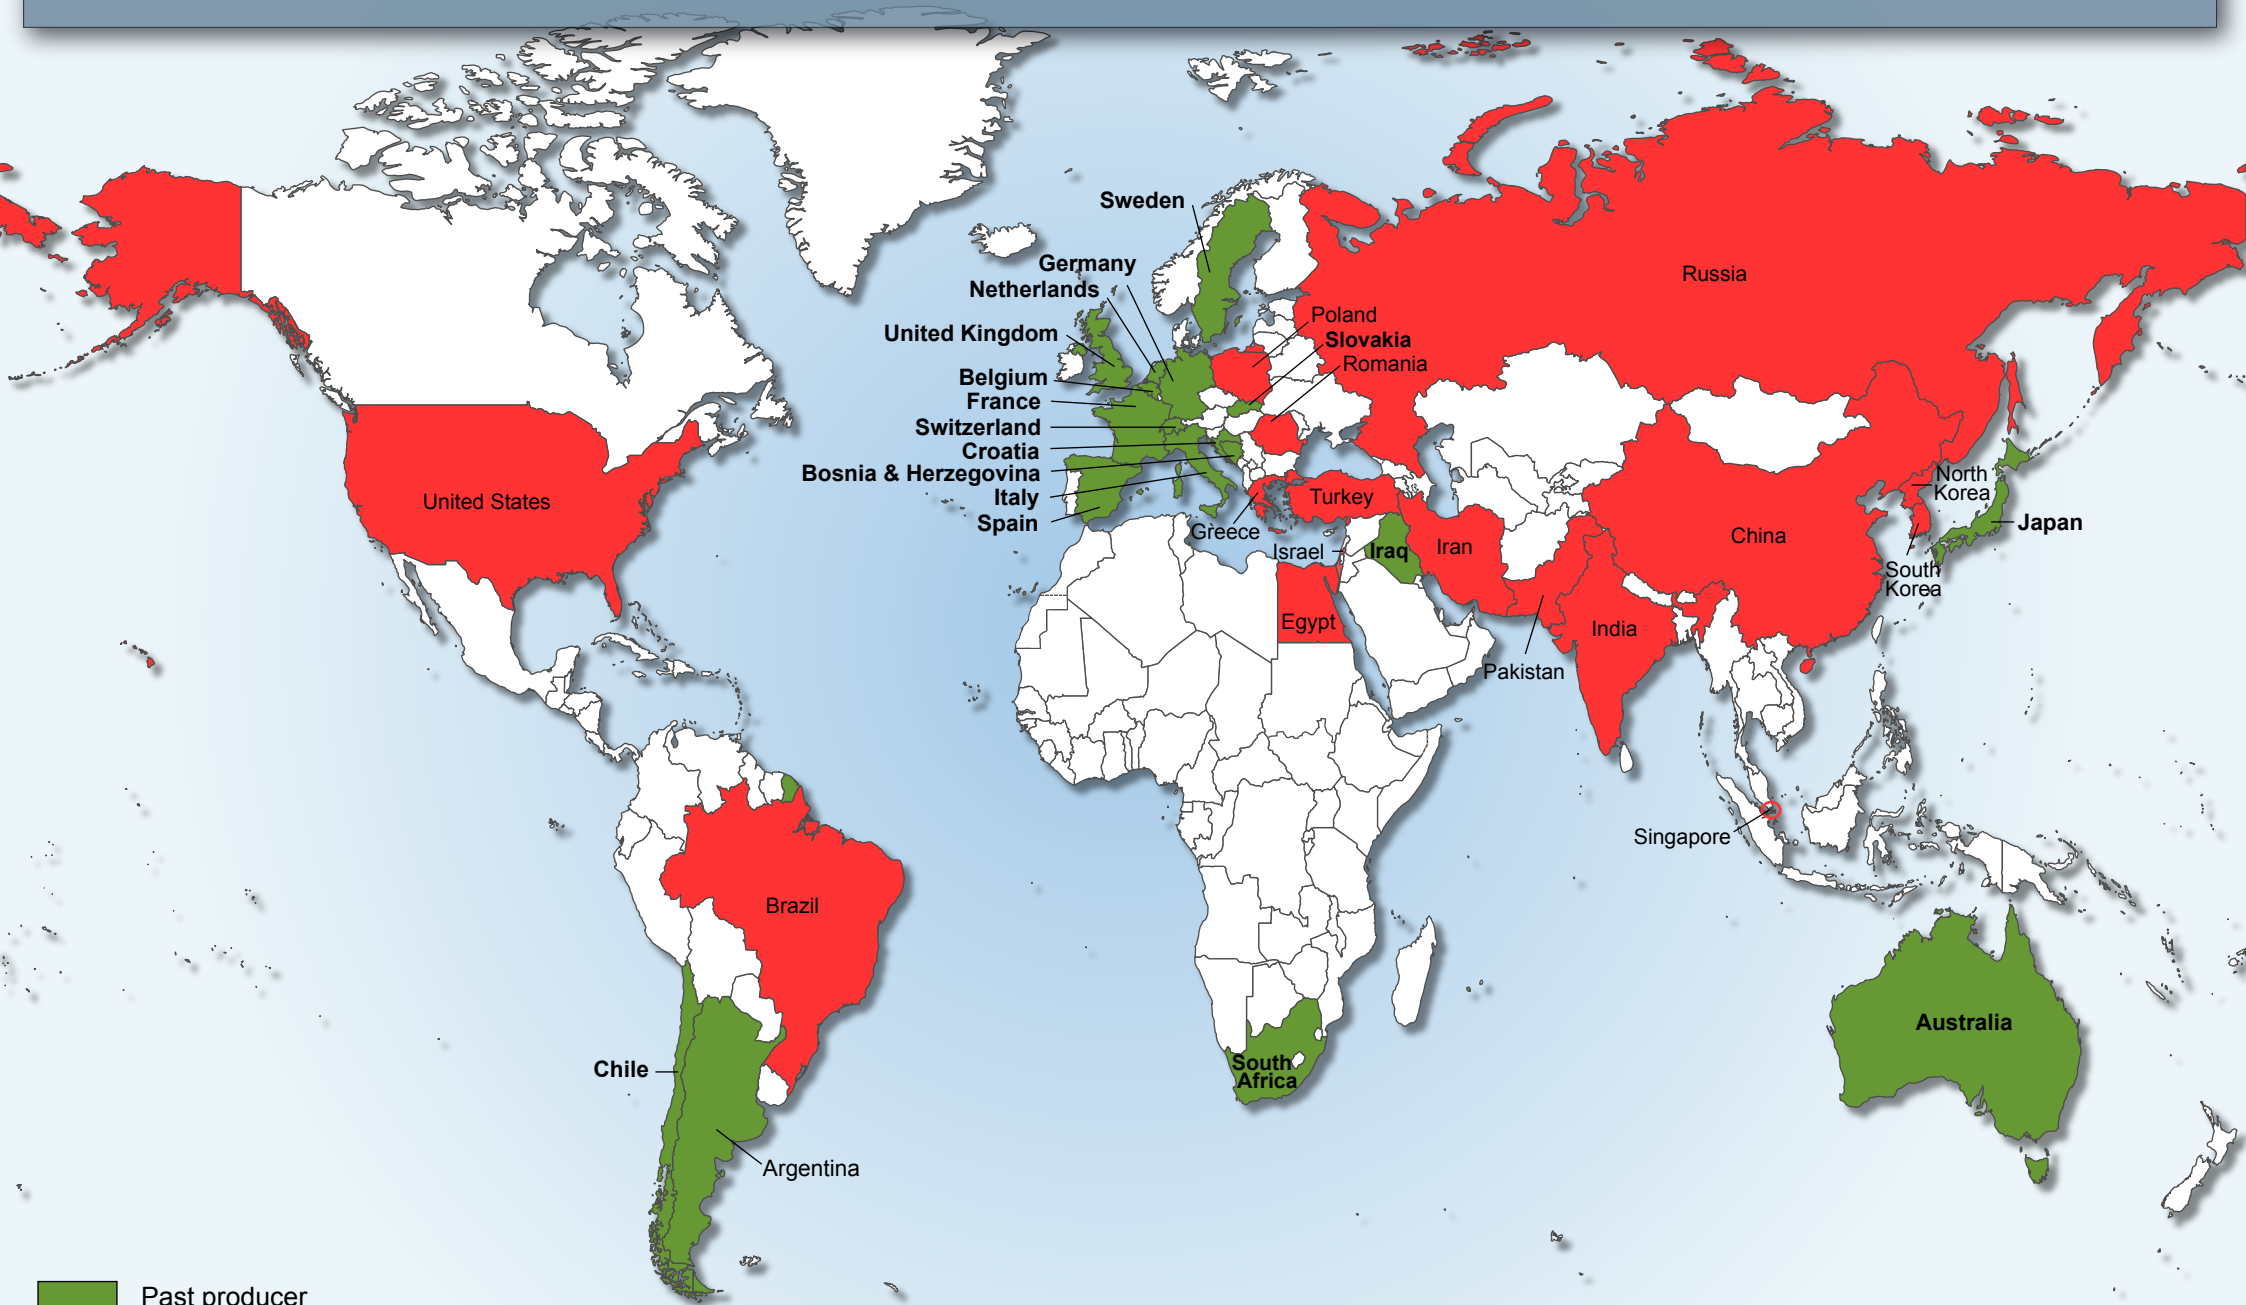 Sweden
Germany
Netherlands
United Kingdom
Belgium
France
Switzerland
Croatia
Bosnia & Herzegovina
Italy
Spain
Poland
Slovakia
Romania
Russia
United States
Turkey
Greece
Israel
Iraq
Iran
Egypt
Pakistan
India
China
North
Korea
South
Korea
Japan
Singapore
Brazil
Chile
Argentina
South
Africa
Australia
Past producer